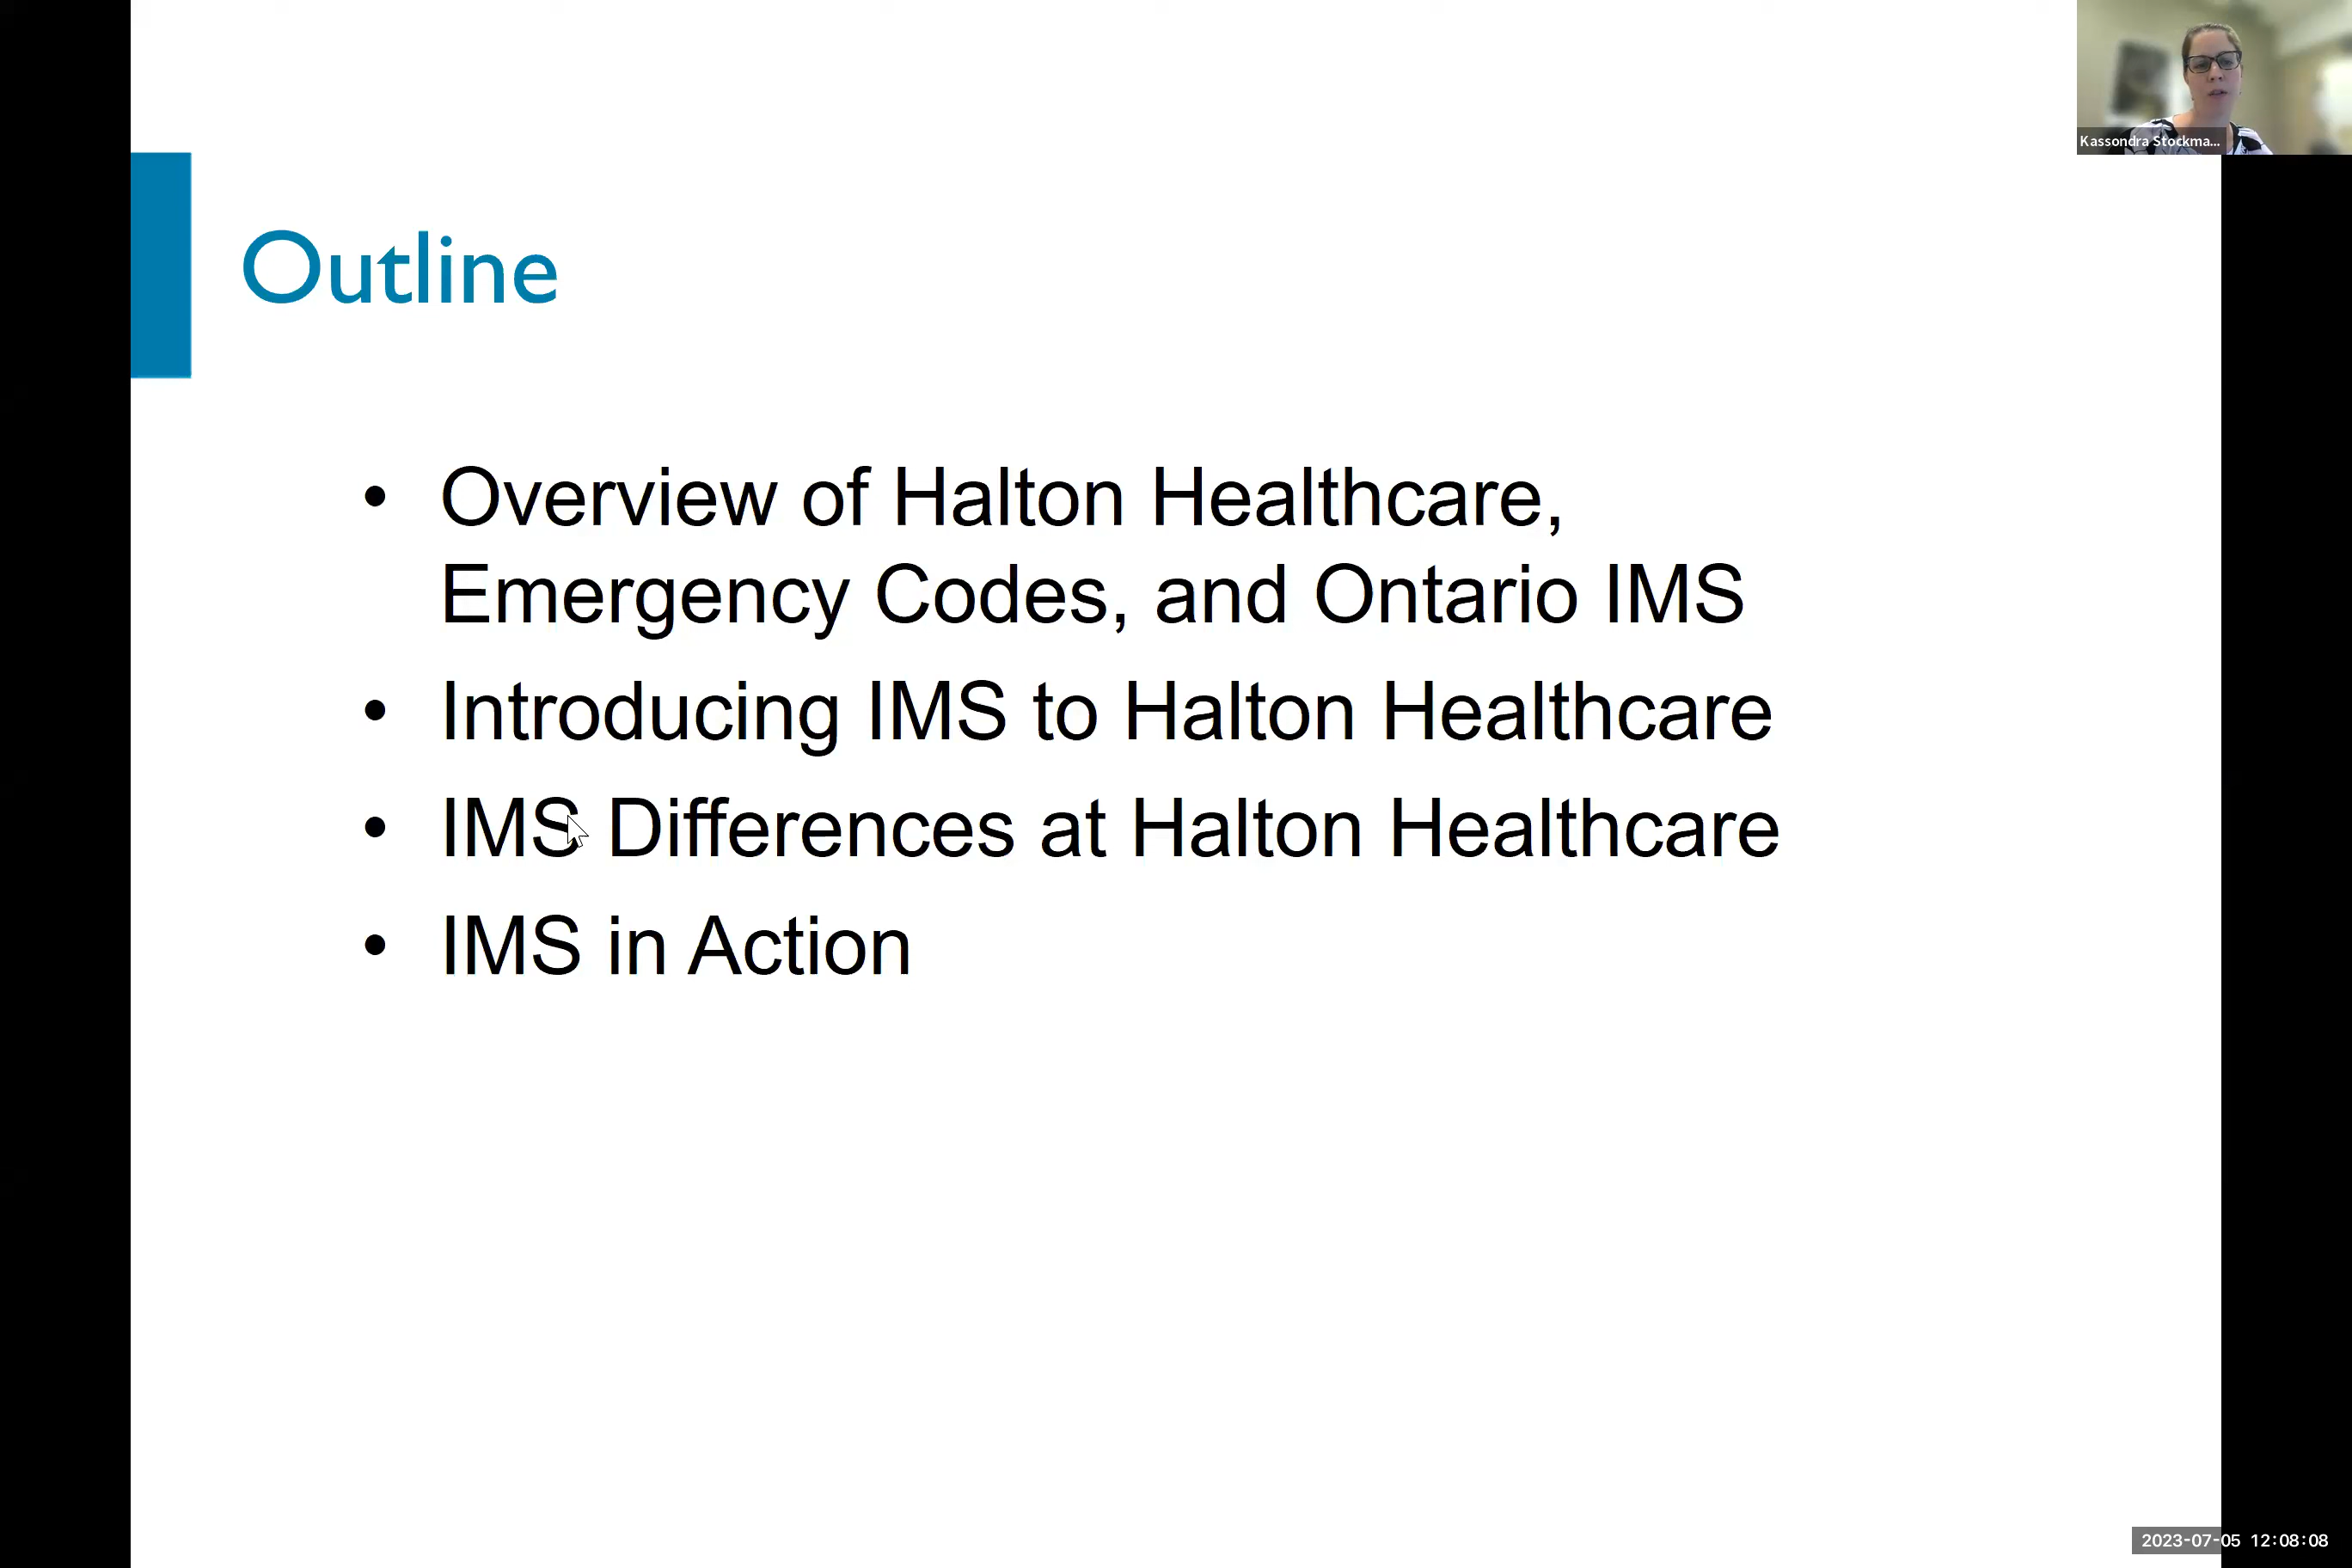 Kassondra Stockma...
Outline
• Overview of Halton Healthcare,
Emergency Codes, and Ontario IMS
• Introducing IMS to Halton Healthcare
• IMS Differences at Halton Healthcare
• IMS in Action
2023-07-05 12:08:08